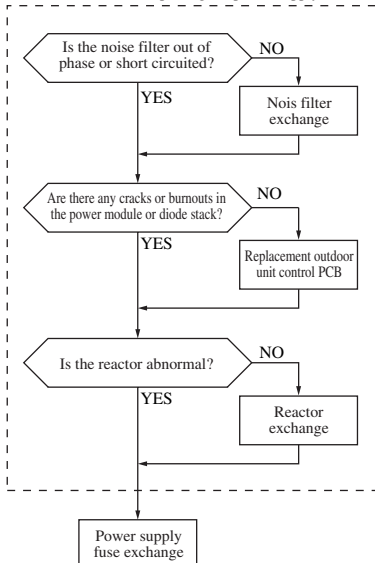 Is the noise filter out of
phase or short circuited?
NO
YES
Nois filter
exchange
Are there any cracks or burnouts in
the power module or diode stack?
NO
YES
Replacement outdoor
unit control PCB
Is the reactor abnormal?
NO
YES
Reactor
exchange
Power supply
fuse exchange